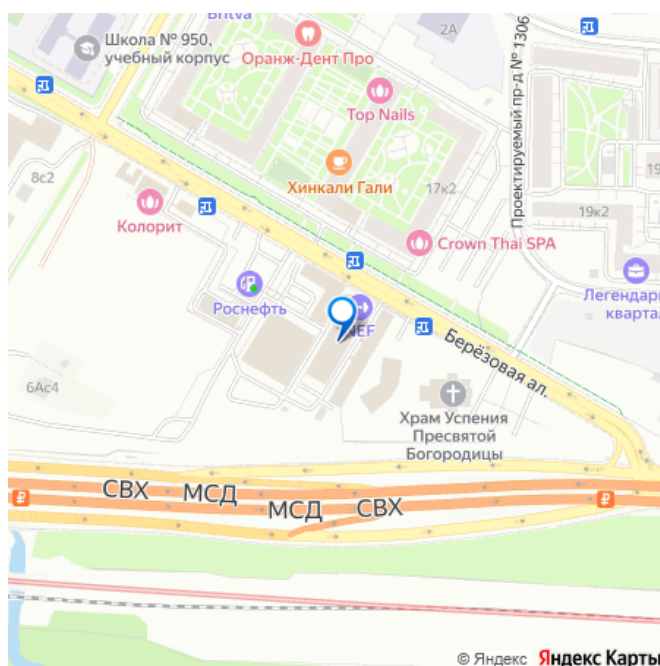 Britva
2А
Школа № 950,
учебный корпус
Оранж-Дент Про
Top Nails
Проектируемый пр-д № 1306
8с2
Хинкали Гали
17к2
19
19к2
Колорит
Crown Thai SPA
Роснефть
Легендарн
кварта
NEF
Берёзовая ал.
6Ас4
Храм Успения
Пресвятой
Богородицы
СВХ МСД
МСД СВХ
© Яндекс Яндекс Карты